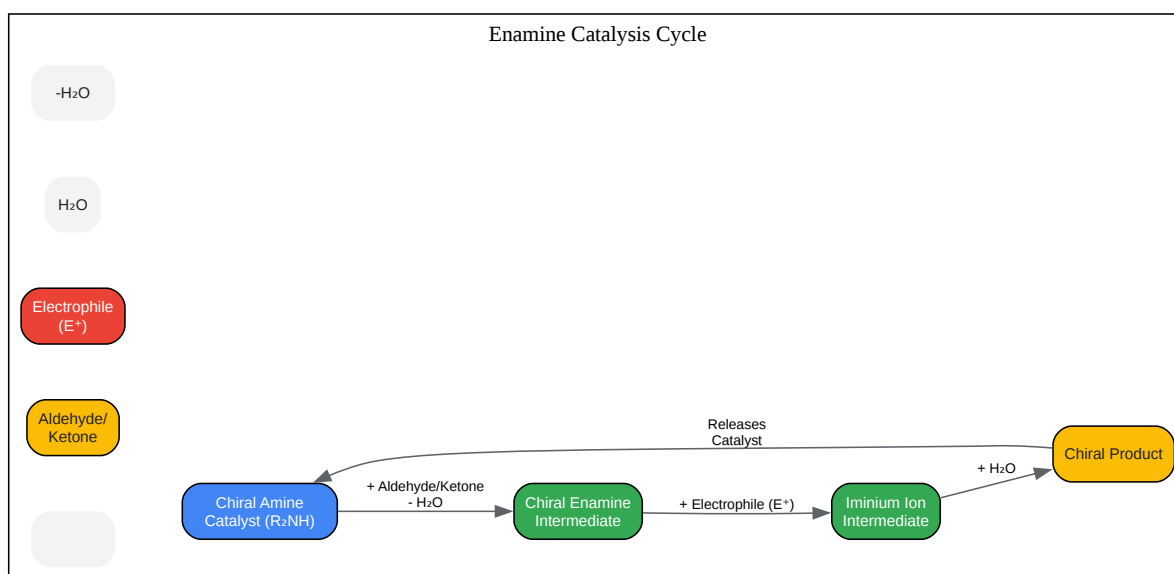 Enamine Catalysis Cycle
-H₂O
H₂O
Electrophile
(E⁺)
Aldehyde/
Ketone
Releases
Catalyst
Chiral Product
+ H₂O
Chiral Amine
Catalyst (R₂NH)
+ Aldehyde/Ketone
- H₂O
Chiral Enamine
Intermediate
+ Electrophile (E⁺)
Iminium Ion
Intermediate